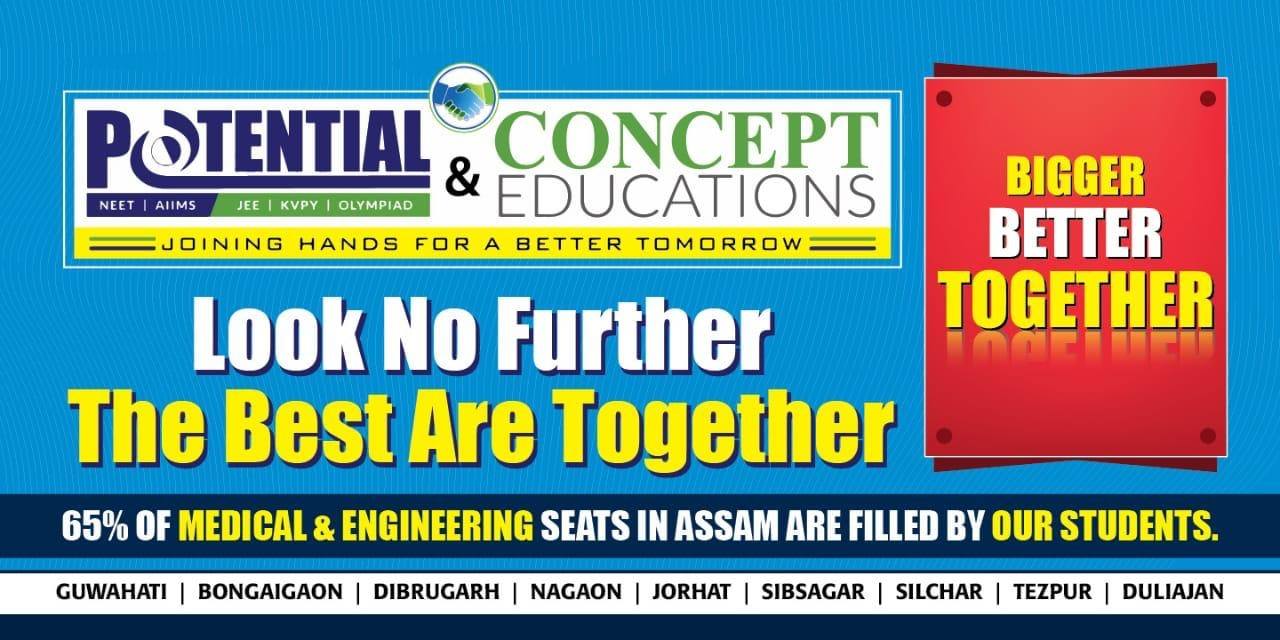 POTENTIAL
NEET | AIIMS JEE | KVPY | OLYMPIAD
&
CONCEPT
EDUCATIONS
JOINING HANDS FOR A BETTER TOMORROW
BIGGER
BETTER
TOGETHER
Look No Further
The Best Are Together
65% OF MEDICAL & ENGINEERING SEATS IN ASSAM ARE FILLED BY OUR STUDENTS.
GUWAHATI | BONGAIGAON | DIBRUGARH | NAGAON | JORHAT | SIBSAGAR | SILCHAR | TEZPUR | DULIAJAN